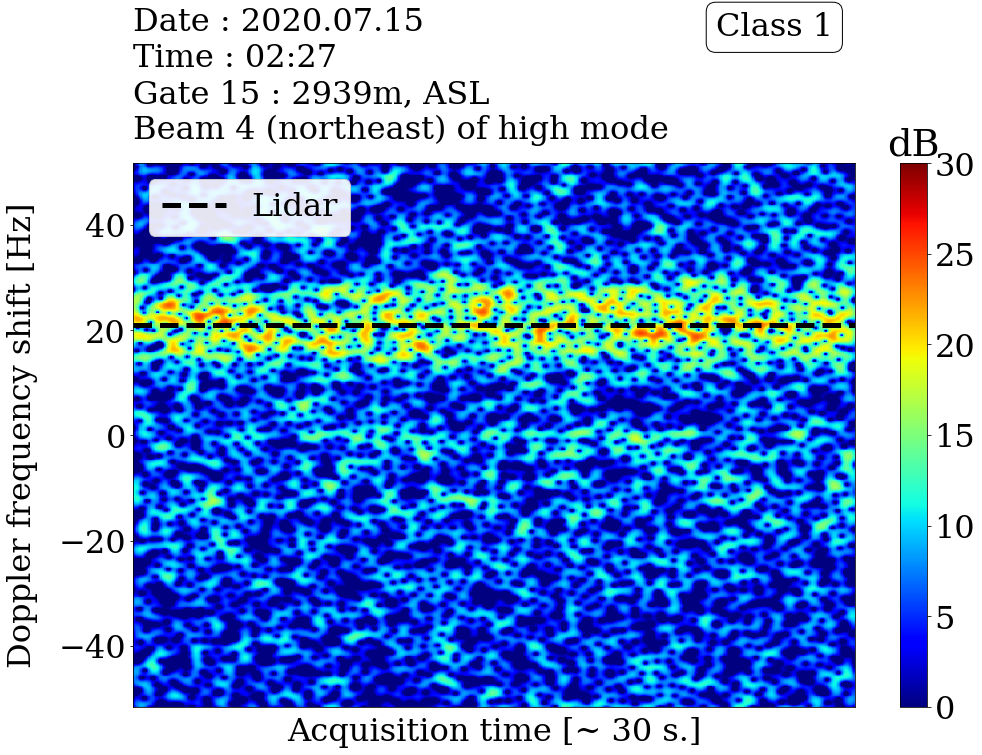 Date : 2020.07.15
Time : 02:27
Gate 15 : 2939m, ASL
Beam 4 (northeast) of high mode
Class 1
dB
Lidar
Doppler frequency shift [Hz]
40
20
0
−20
−40
Acquisition time [~ 30 s.]
30
25
20
15
10
5
0